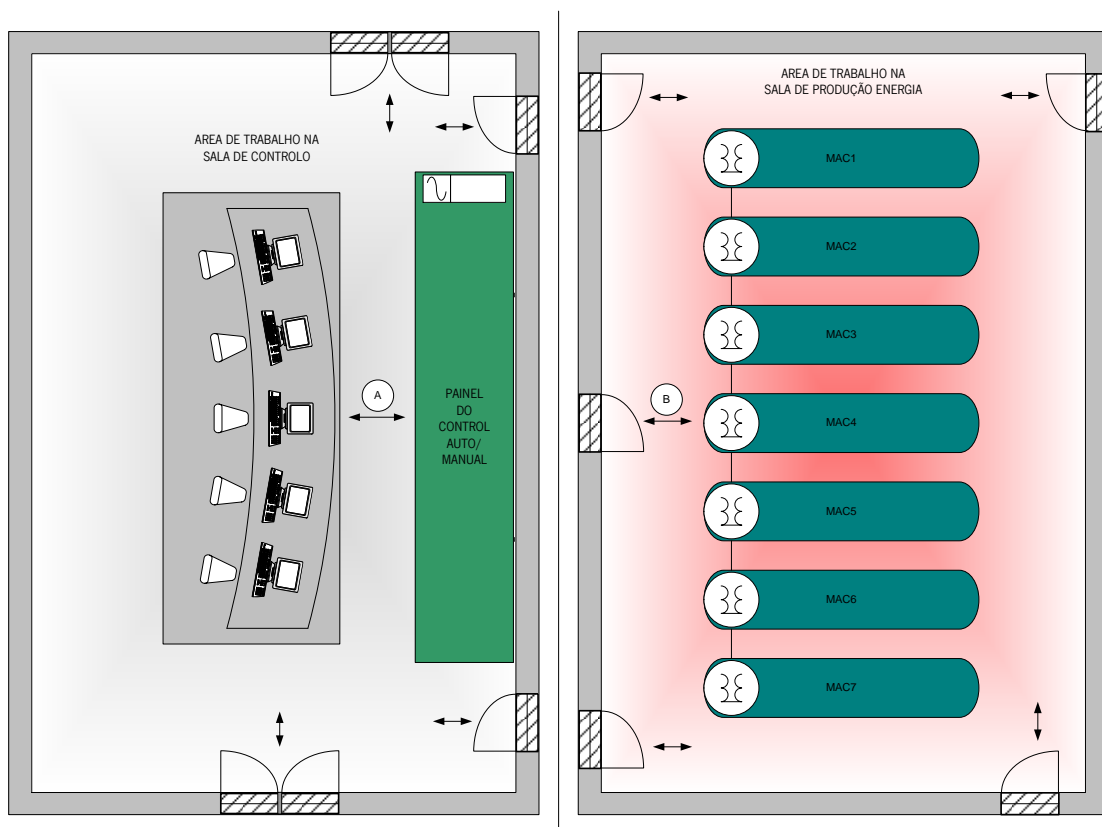 AREA DE TRABALHO NA
SALA DE CONTROLO
A
PAINEL
DO
CONTROL
AUTO/
MANUAL
AREA DE TRABALHO NA
SALA DE PRODUÇÃO ENERGIA
MAC1
MAC2
MAC3
B
MAC4
MAC5
MAC6
MAC7